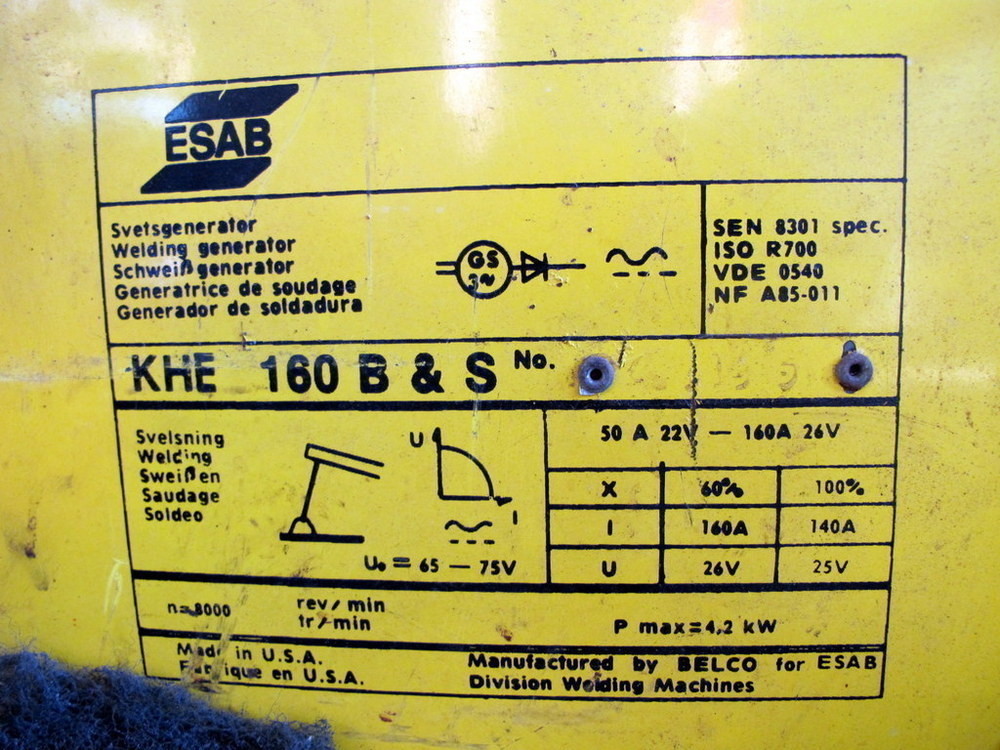 ESAB
Svetsgenerator
Welding generator
Schweißgenerator
Generatrice de soudage
Generador de soldadura
GS
3~
SEN 8301 spec.
ISO R700
VDE 0540
NF A85-011
KHE 160 B & S No.
Svelsning
Welding
Sweißen
Saudage
Soldeo
U
I
U₀ = 65 — 75V
50 A 22V — 160A 26V
X 60% 100%
I 160A 140A
U 26V 25V
n=8000 rev/min
tr/min
P max=4,2 kW
Made in U.S.A.
Fabrique en U.S.A.
Manufactured by BELCO for ESAB
Division Welding Machines